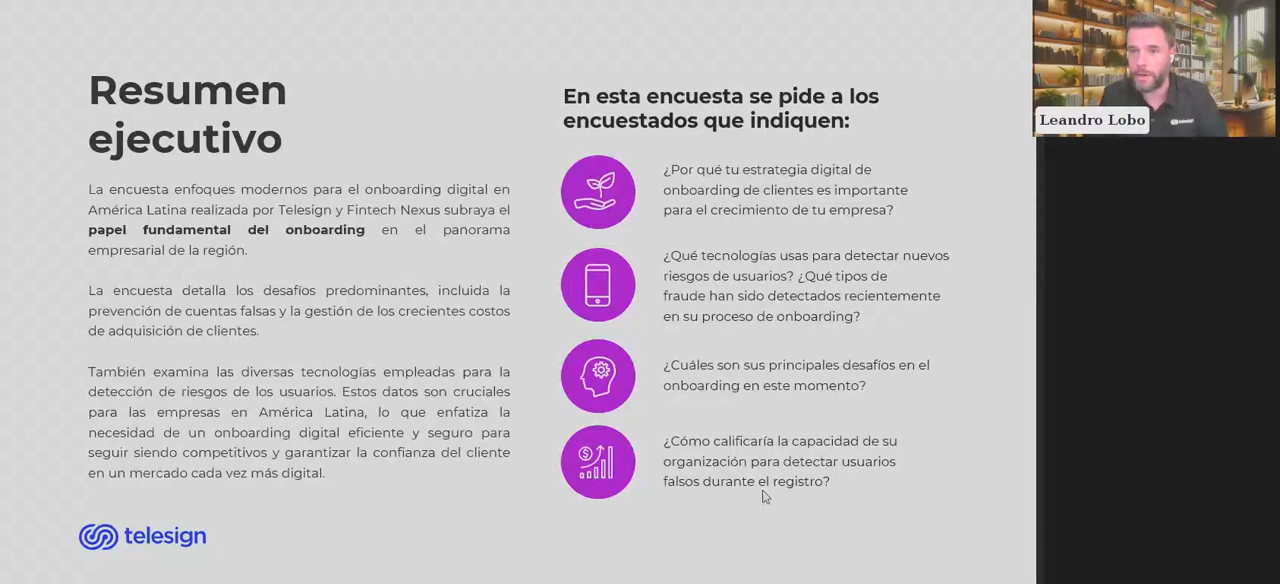 Resumen
ejecutivo
La encuesta enfoques modernos para el onboarding digital en
América Latina realizada por Telesign y Fintech Nexus subraya el
papel fundamental del onboarding en el panorama
empresarial de la región.
La encuesta detalla los desafíos predominantes, incluida la
prevención de cuentas falsas y la gestión de los crecientes costos
de adquisición de clientes.
También examina las diversas tecnologías empleadas para la
detección de riesgos de los usuarios. Estos datos son cruciales
para las empresas en América Latina, lo que enfatiza la
necesidad de un onboarding digital eficiente y seguro para
seguir siendo competitivos y garantizar la confianza del cliente
en un mercado cada vez más digital.
telesign
En esta encuesta se pide a los
encuestados que indiquen:
¿Por qué tu estrategia digital de
onboarding de clientes es importante
para el crecimiento de tu empresa?
¿Qué tecnologías usas para detectar nuevos
riesgos de usuarios? ¿Qué tipos de
fraude han sido detectados recientemente
en su proceso de onboarding?
¿Cuáles son sus principales desafíos en el
onboarding en este momento?
$
¿Cómo calificaría la capacidad de su
organización para detectar usuarios
falsos durante el registro?
telesign
Leandro Lobo